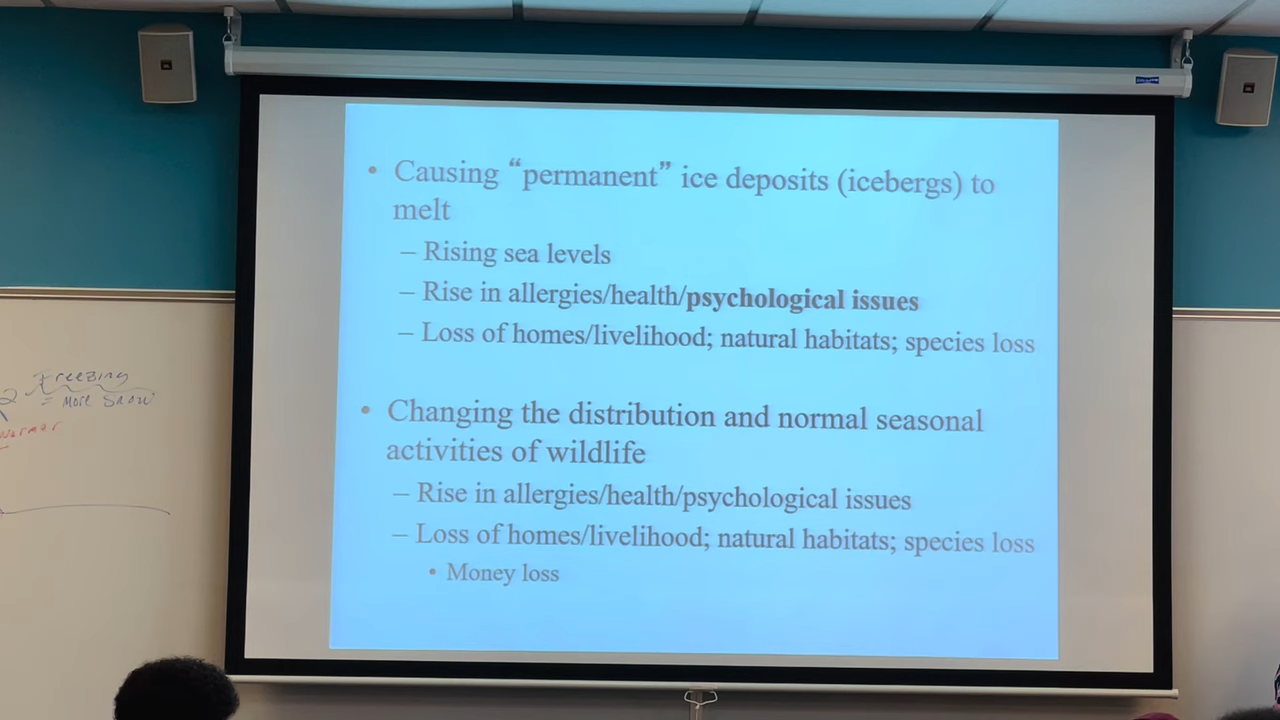 • Causing “permanent” ice deposits (icebergs) to
melt
– Rising sea levels
– Rise in allergies/health/psychological issues
– Loss of homes/livelihood; natural habitats; species loss
• Changing the distribution and normal seasonal
activities of wildlife
– Rise in allergies/health/psychological issues
– Loss of homes/livelihood; natural habitats; species loss
• Money loss
Freezing
= More Snow
warmer